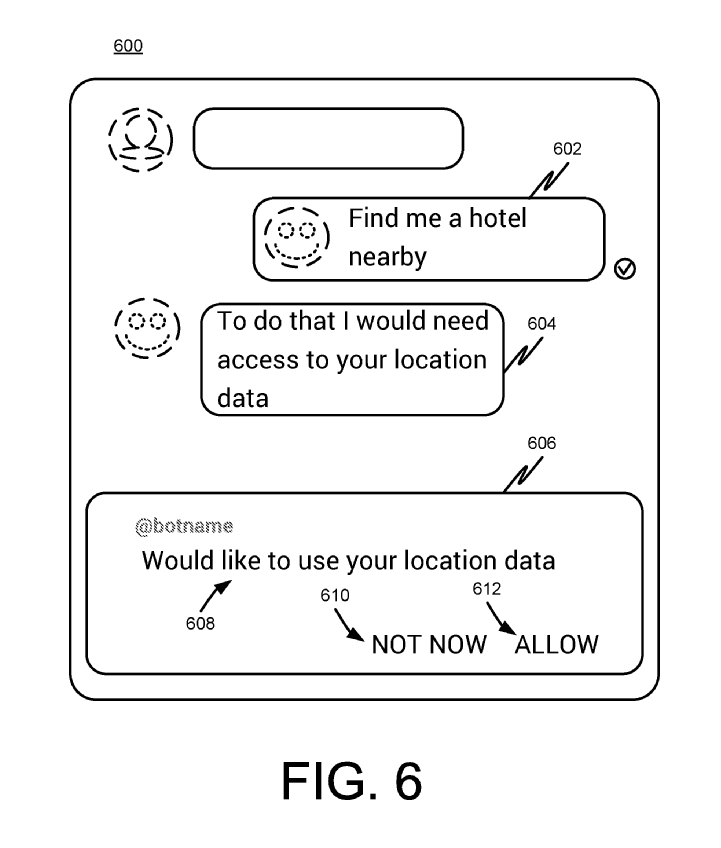 600
602
Find me a hotel
nearby
To do that I would need
access to your location
data
604
606
@botname
Would like to use your location data
608
610
612
NOT NOW
ALLOW
FIG. 6